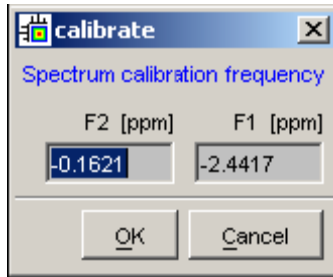 calibrate
Spectrum calibration frequency
F2 [ppm] F1 [ppm]
-0.1621 -2.4417
OK Cancel